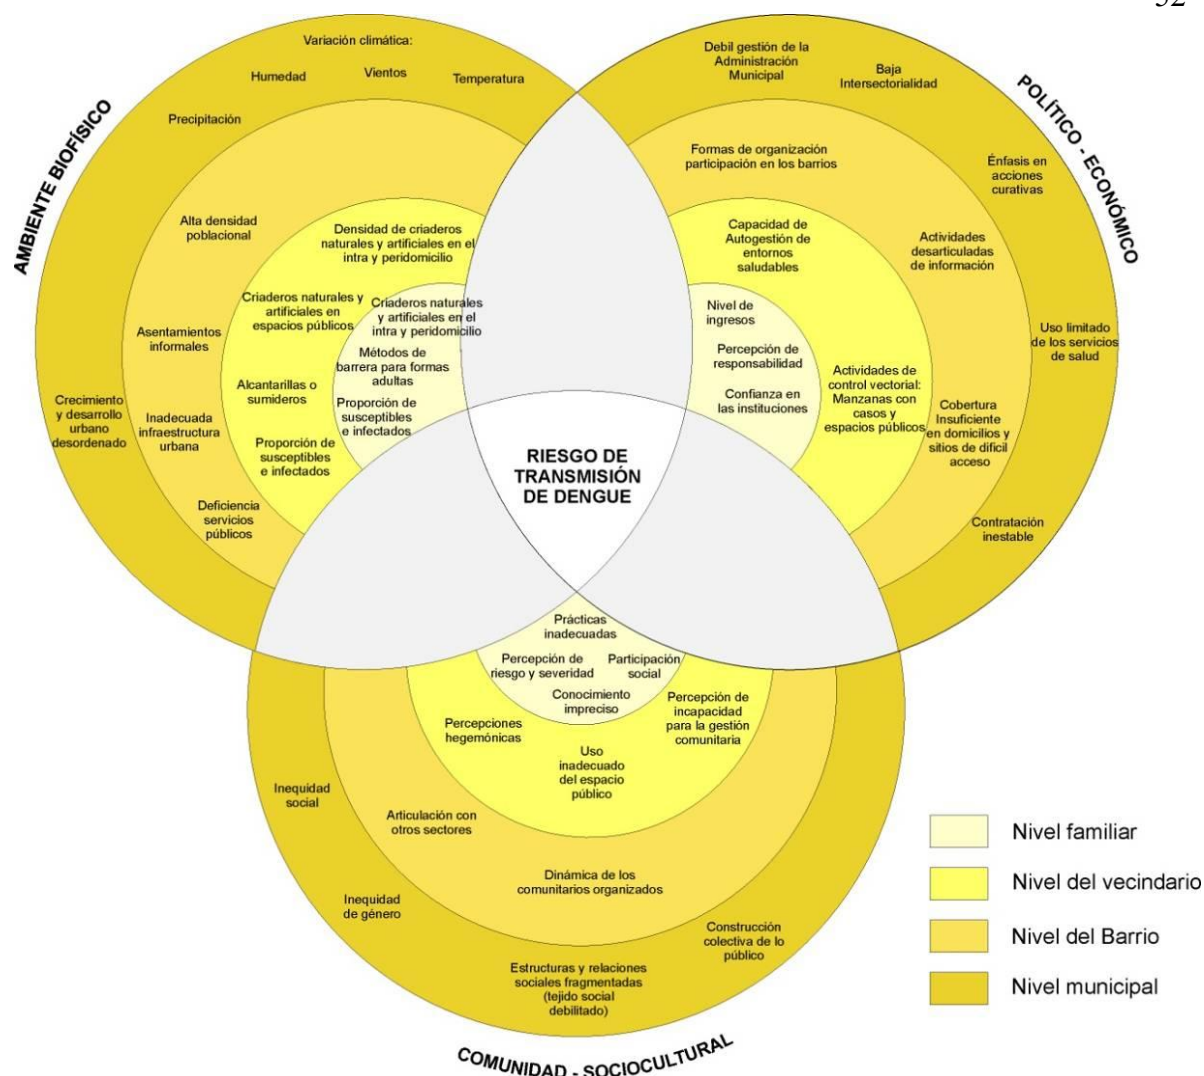 Variación climática:
Humedad
Vientos
Temperatura
Precipitación
AMBIENTE BIOFÍSICO
Alta densidad
poblacional
Densidad de criaderos
naturales y artificiales en el
intra y peridomicilio
Criaderos naturales y
artificiales en
espacios públicos
Criaderos naturales
y artificiales en el
intra y peridomicilio
Asentamientos
informales
Métodos de
barrera para formas
adultas
Alcantarillas o
sumideros
Proporción de
susceptibles
e infectados
Crecimiento
y desarrollo
urbano
desordenado
Inadecuada
infraestructura
urbana
Proporción de
susceptibles
e infectados
Deficiencia
servicios
públicos
Debil gestión de la
Administración
Municipal
Baja
Intersectorialidad
POLÍTICO - ECONÓMICO
Formas de organización
participación en los barrios
Énfasis en
acciones
curativas
Capacidad de
Autogestión de
entornos
saludables
Actividades
desarticuladas
de información
Nivel de
ingresos
Uso limitado
de los servicios
de salud
Percepción de
responsabilidad
Actividades de
control vectorial:
Manzanas con
casos y
espacios públicos
Confianza en
las instituciones
Cobertura
Insuficiente
en domicilios y
sitios de difícil
acceso
Contratación
inestable
RIESGO DE
TRANSMISIÓN
DE DENGUE
Prácticas
inadecuadas
Percepción de
riesgo y severidad
Participación
social
Conocimiento
impreciso
Percepciones
hegemónicas
Percepción de
incapacidad
para la gestión
comunitaria
Uso
inadecuado
del espacio
público
Inequidad
social
Articulación con
otros sectores
Dinámica de los
comunitarios organizados
Inequidad
de género
Construcción
colectiva de lo
público
Estructuras y relaciones
sociales fragmentadas
(tejido social
debilitado)
COMUNIDAD - SOCIOCULTURAL
Nivel familiar
Nivel del vecindario
Nivel del Barrio
Nivel municipal